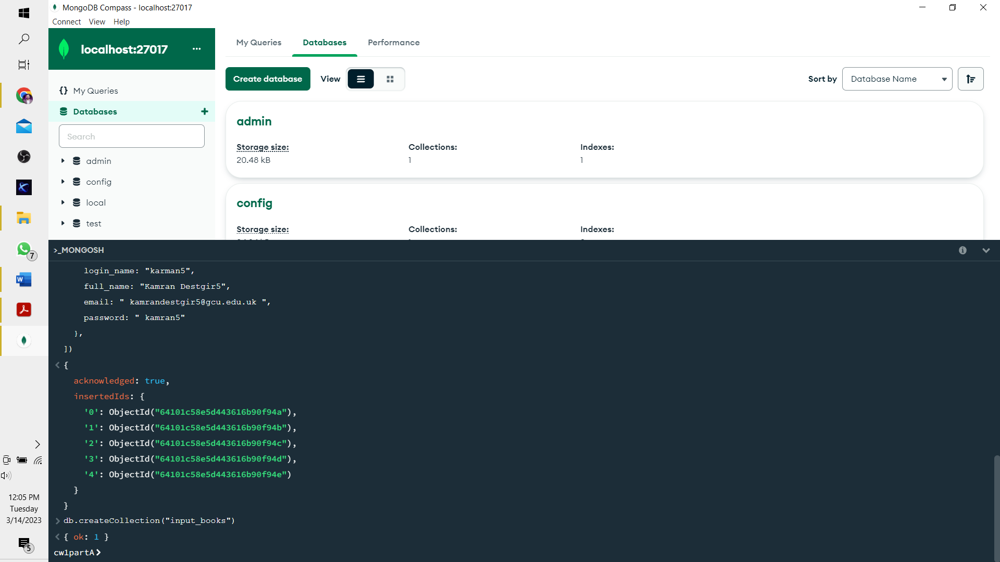 MongoDB Compass - localhost:27017
Connect View Help
localhost:27017 ...
My Queries Databases Performance
Create database View Sort by Database Name
{} My Queries
Databases +
Search
admin
config
local
test
admin
Storage size: Collections: Indexes:
20.48 kB 1 1
config
Storage size: Collections: Indexes:
>_MONGOSH
login_name: "karman5",
full_name: "Kamran Destgir5",
email: " kamrandestgir5@gcu.edu.uk ",
password: " kamran5"
},
])
< {
acknowledged: true,
insertedIds: {
'0': ObjectId("64101c58e5d443616b90f94a"),
'1': ObjectId("64101c58e5d443616b90f94b"),
'2': ObjectId("64101c58e5d443616b90f94c"),
'3': ObjectId("64101c58e5d443616b90f94d"),
'4': ObjectId("64101c58e5d443616b90f94e")
}
}
> db.createCollection("input_books")
< { ok: 1 }
cw1partA>
7
W
12:05 PM
Tuesday
3/14/2023
5